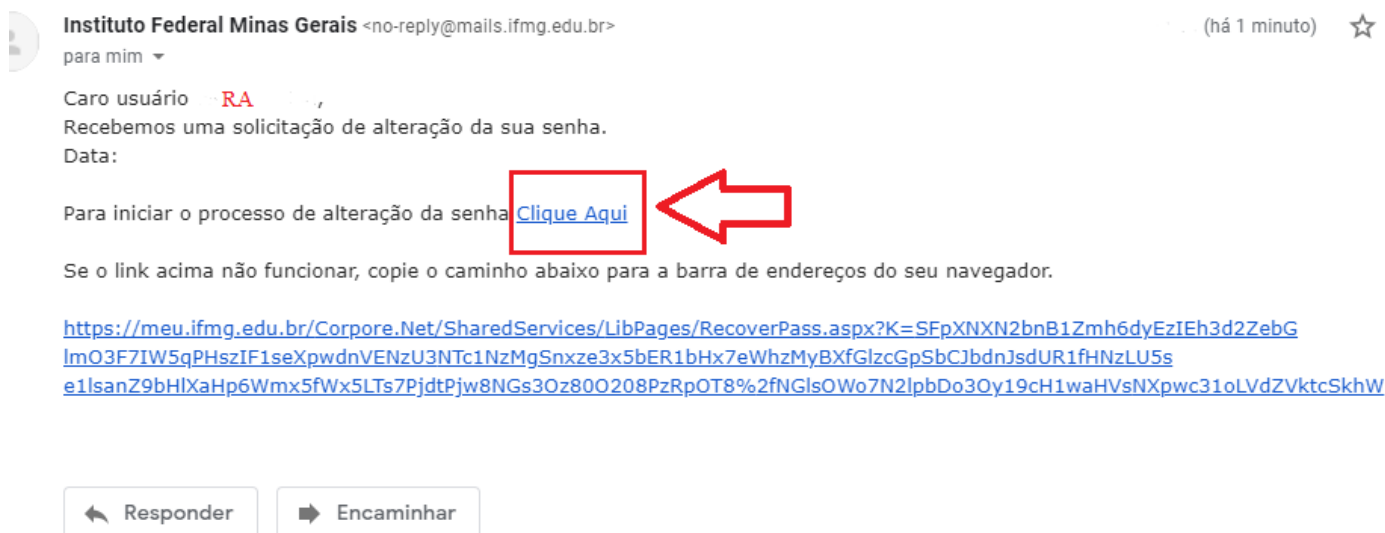 Instituto Federal Minas Gerais <no-reply@mails.ifmg.edu.br> (há 1 minuto)
para mim
Caro usuário RA ,
Recebemos uma solicitação de alteração da sua senha.
Data:
Para iniciar o processo de alteração da senha Clique Aqui
Se o link acima não funcionar, copie o caminho abaixo para a barra de endereços do seu navegador.
https://meu.ifmg.edu.br/Corpore.Net/SharedServices/LibPages/RecoverPass.aspx?K=SFpXNXN2bnB1Zmh6dyEzIEh3d2ZebG
lmO3F7IW5qPHszIF1seXpwdnVENzU3NTc1NzMgSnxze3x5bER1bHx7eWhzMyBXfGlzcGpSbCJbdnJsdUR1fHNzLU5s
e1lsanZ9bHlXaHp6Wmx5fWx5LTs7PjdtPjw8NGs3Oz80O208PzRpOT8%2fNGlsOWo7N2lpbDo3Oy19cH1waHVsNXpwc31oLVdZVktcSkhW
Responder Encaminhar